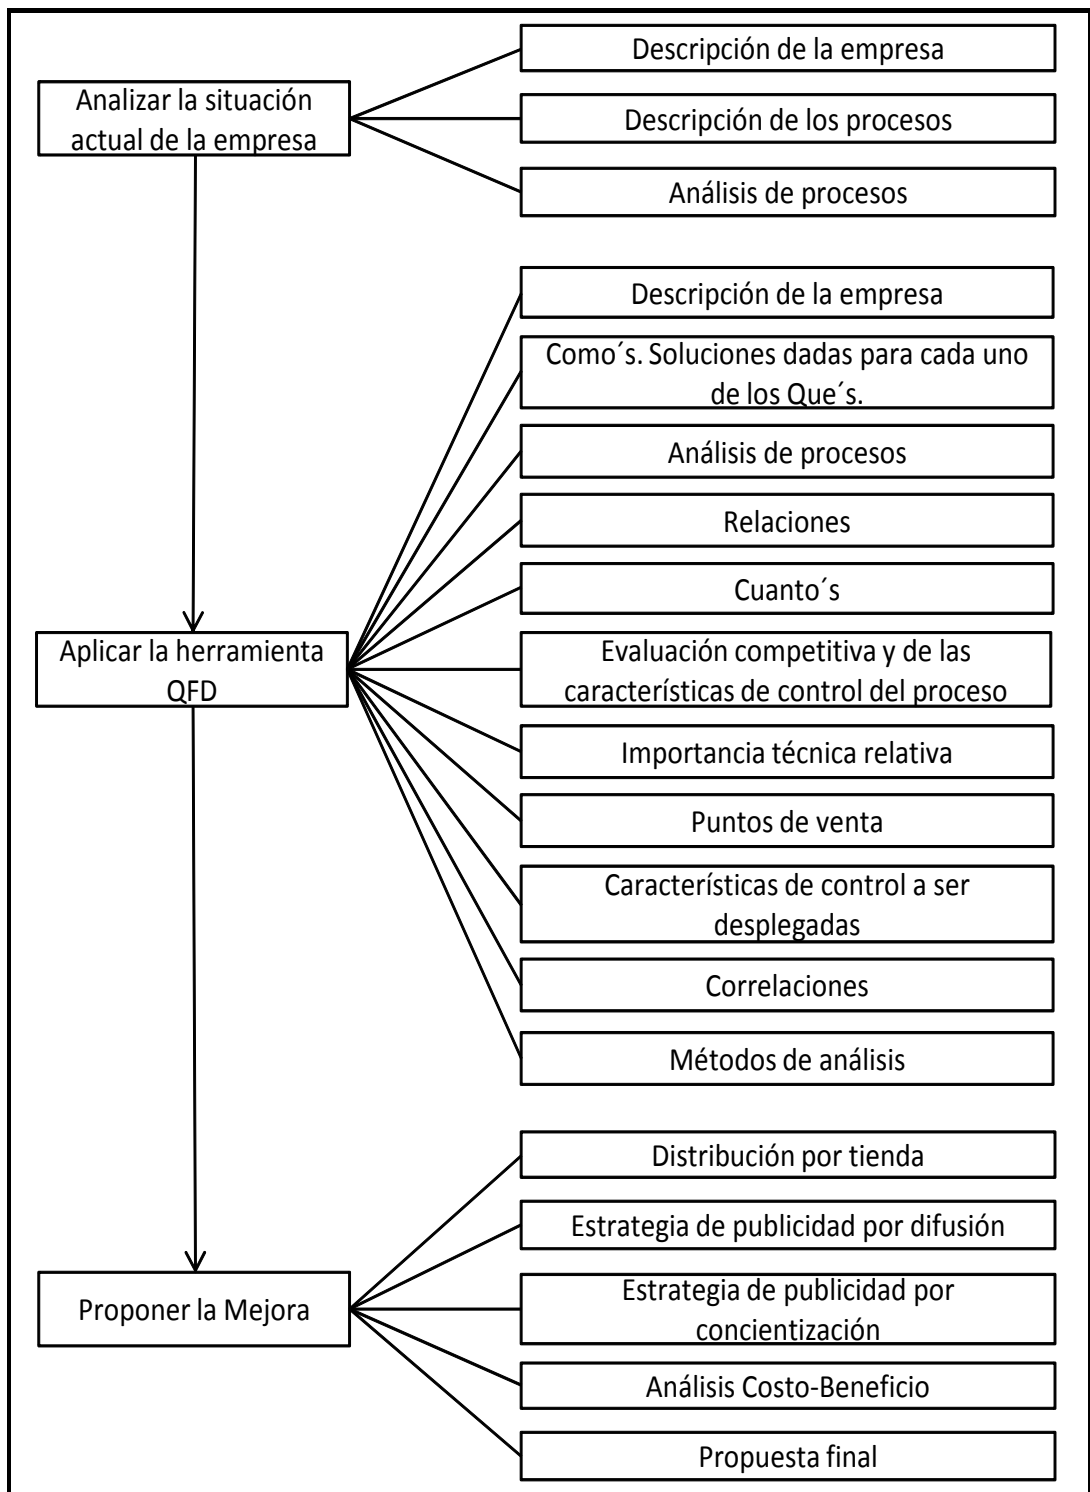 Analizar la situación
actual de la empresa
Descripción de la empresa
Descripción de los procesos
Análisis de procesos
Aplicar la herramienta
QFD
Descripción de la empresa
Como´s. Soluciones dadas para cada uno
de los Que´s.
Análisis de procesos
Relaciones
Cuanto´s
Evaluación competitiva y de las
características de control del proceso
Importancia técnica relativa
Puntos de venta
Características de control a ser
desplegadas
Correlaciones
Métodos de análisis
Proponer la Mejora
Distribución por tienda
Estrategia de publicidad por difusión
Estrategia de publicidad por
concientización
Análisis Costo-Beneficio
Propuesta final